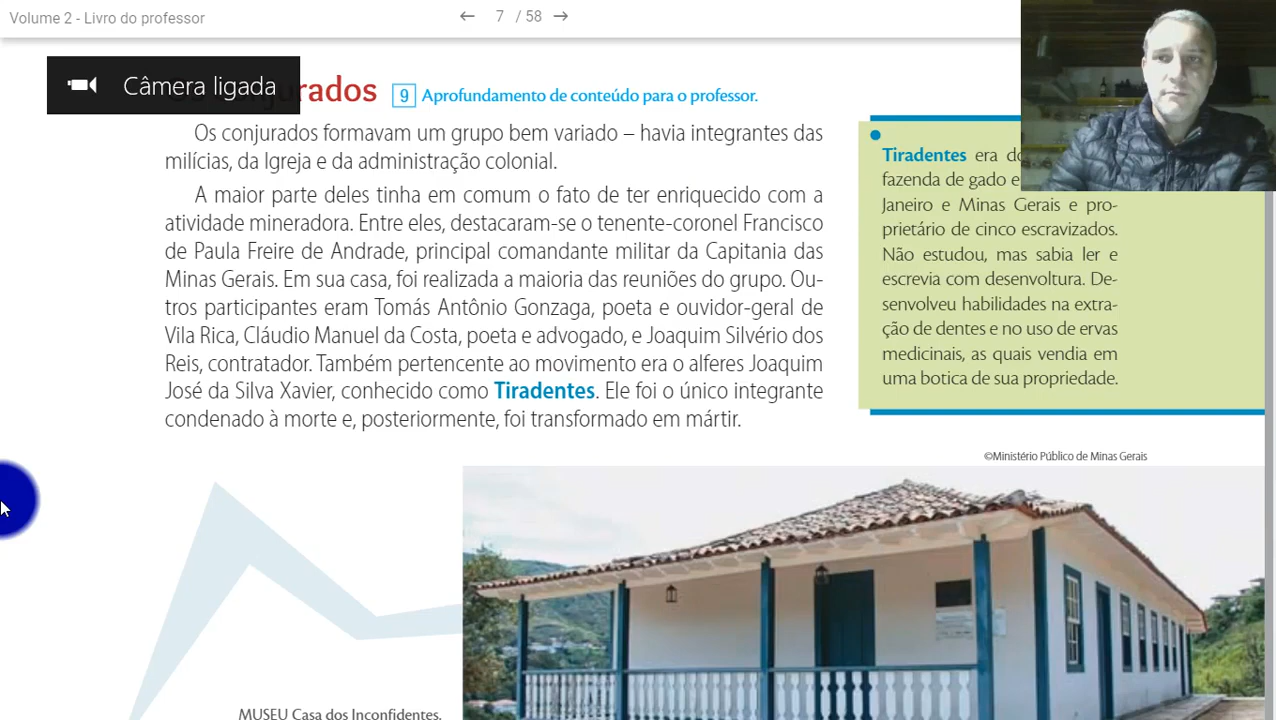 Volume 2 - Livro do professor
7 / 58
Câmera ligada
9 Aprofundamento de conteúdo para o professor.
Os conjurados formavam um grupo bem variado – havia integrantes das
milícias, da Igreja e da administração colonial.
A maior parte deles tinha em comum o fato de ter enriquecido com a
atividade mineradora. Entre eles, destacaram-se o tenente-coronel Francisco
de Paula Freire de Andrade, principal comandante militar da Capitania das
Minas Gerais. Em sua casa, foi realizada a maioria das reuniões do grupo. Ou-
tros participantes eram Tomás Antônio Gonzaga, poeta e ouvidor-geral de
Vila Rica, Cláudio Manuel da Costa, poeta e advogado, e Joaquim Silvério dos
Reis, contratador. Também pertencente ao movimento era o alferes Joaquim
José da Silva Xavier, conhecido como Tiradentes. Ele foi o único integrante
condenado à morte e, posteriormente, foi transformado em mártir.
Tiradentes era
fazenda de gado
Janeiro e Minas Gerais e pro-
prietário de cinco escravizados.
Não estudou, mas sabia ler e
escrevia com desenvoltura. De-
senvolveu habilidades na extra-
ção de dentes e no uso de ervas
medicinais, as quais vendia em
uma botica de sua propriedade.
©Ministério Público de Minas Gerais
MUSEU Casa dos Inconfidentes.